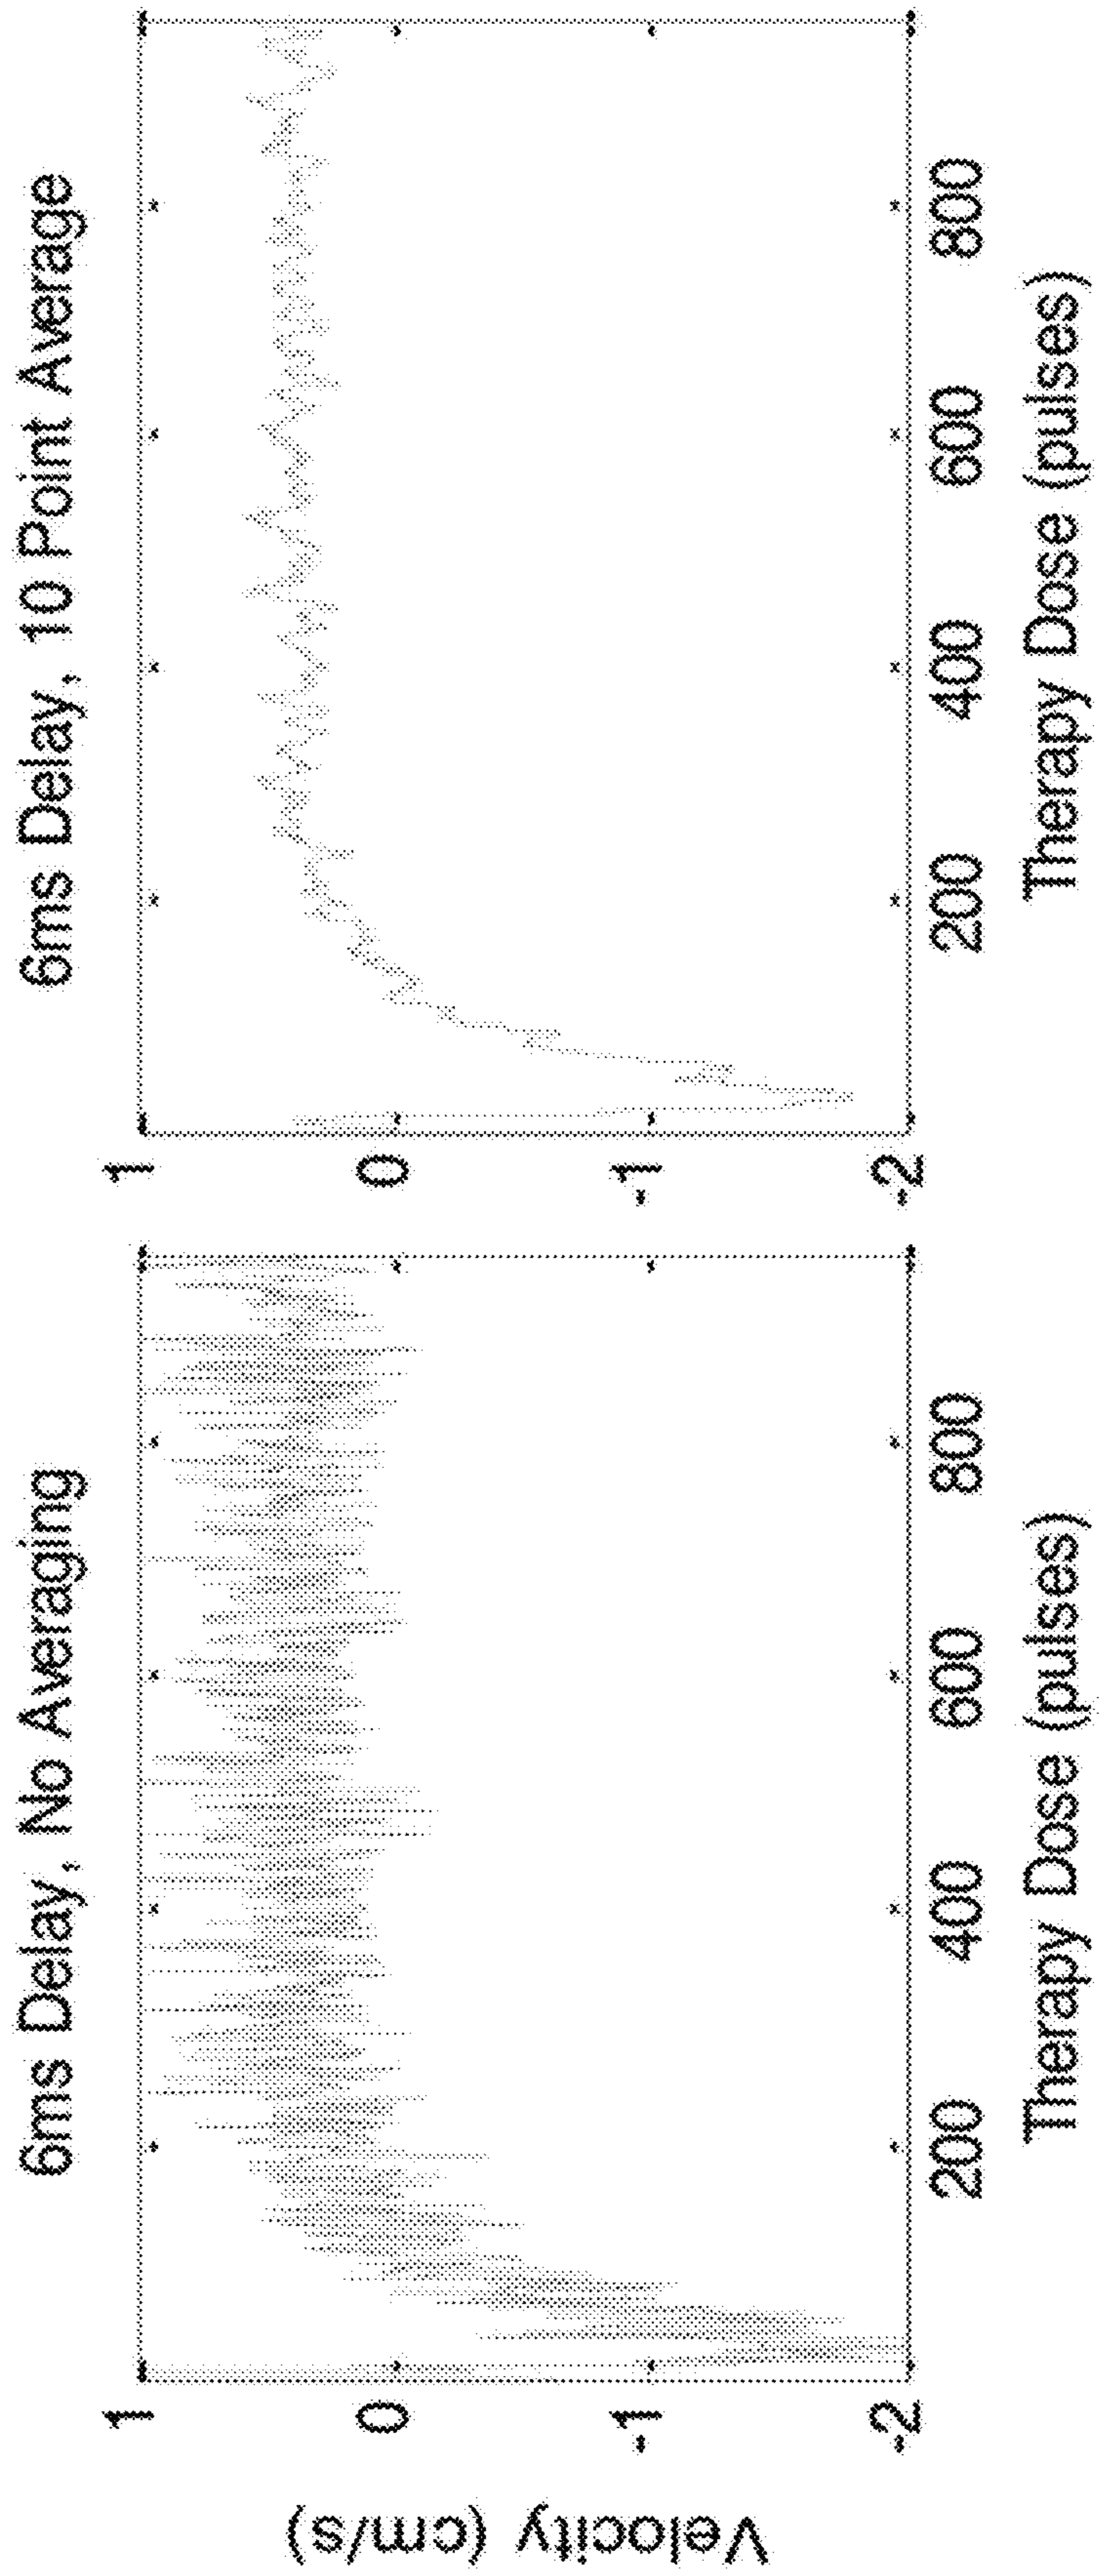 6ms Delay, No Averaging
6ms Delay, 10 Point Average
Velocity (cm/s)
1
0
-1
-2
200 400 600 800
Therapy Dose (pulses)
1
0
-1
-2
200 400 600 800
Therapy Dose (pulses)